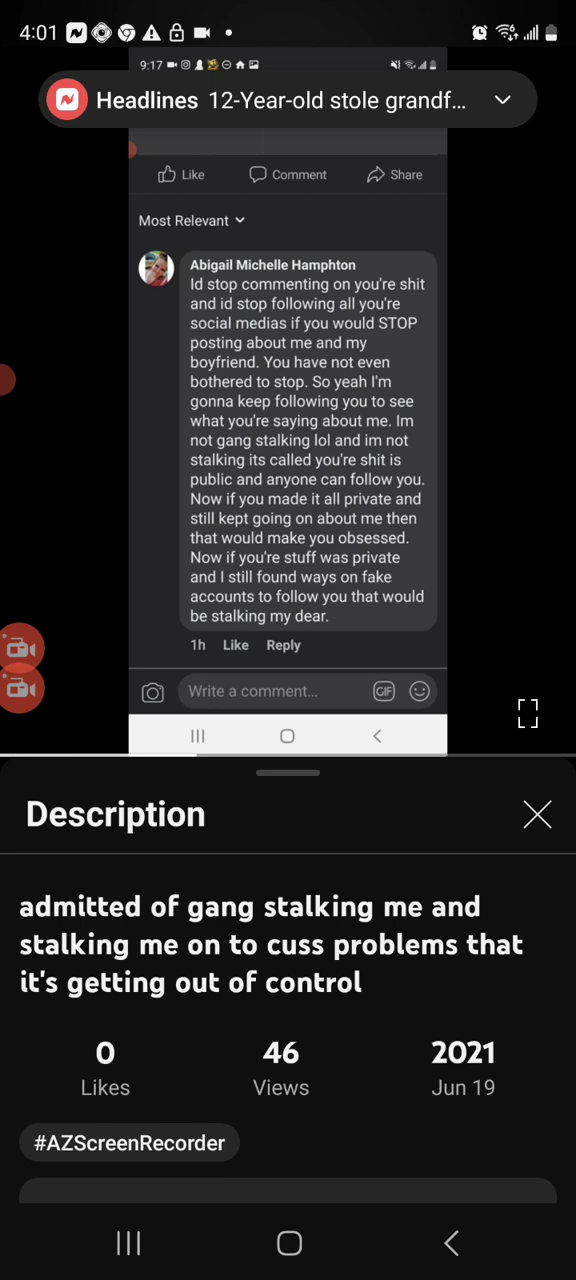 4:01
9:17
Headlines 12-Year-old stole grandf...
Like Comment Share
Most Relevant
Abigail Michelle Hamphton
Id stop commenting on you're shit
and id stop following all you're
social medias if you would STOP
posting about me and my
boyfriend. You have not even
bothered to stop. So yeah I'm
gonna keep following you to see
what you're saying about me. Im
not gang stalking lol and im not
stalking its called you're shit is
public and anyone can follow you.
Now if you made it all private and
still kept going on about me then
that would make you obsessed.
Now if you're stuff was private
and I still found ways on fake
accounts to follow you that would
be stalking my dear.
1h Like Reply
Write a comment... GIF
Description
admitted of gang stalking me and
stalking me on to cuss problems that
it's getting out of control
0 46 2021
Likes Views Jun 19
#AZScreenRecorder